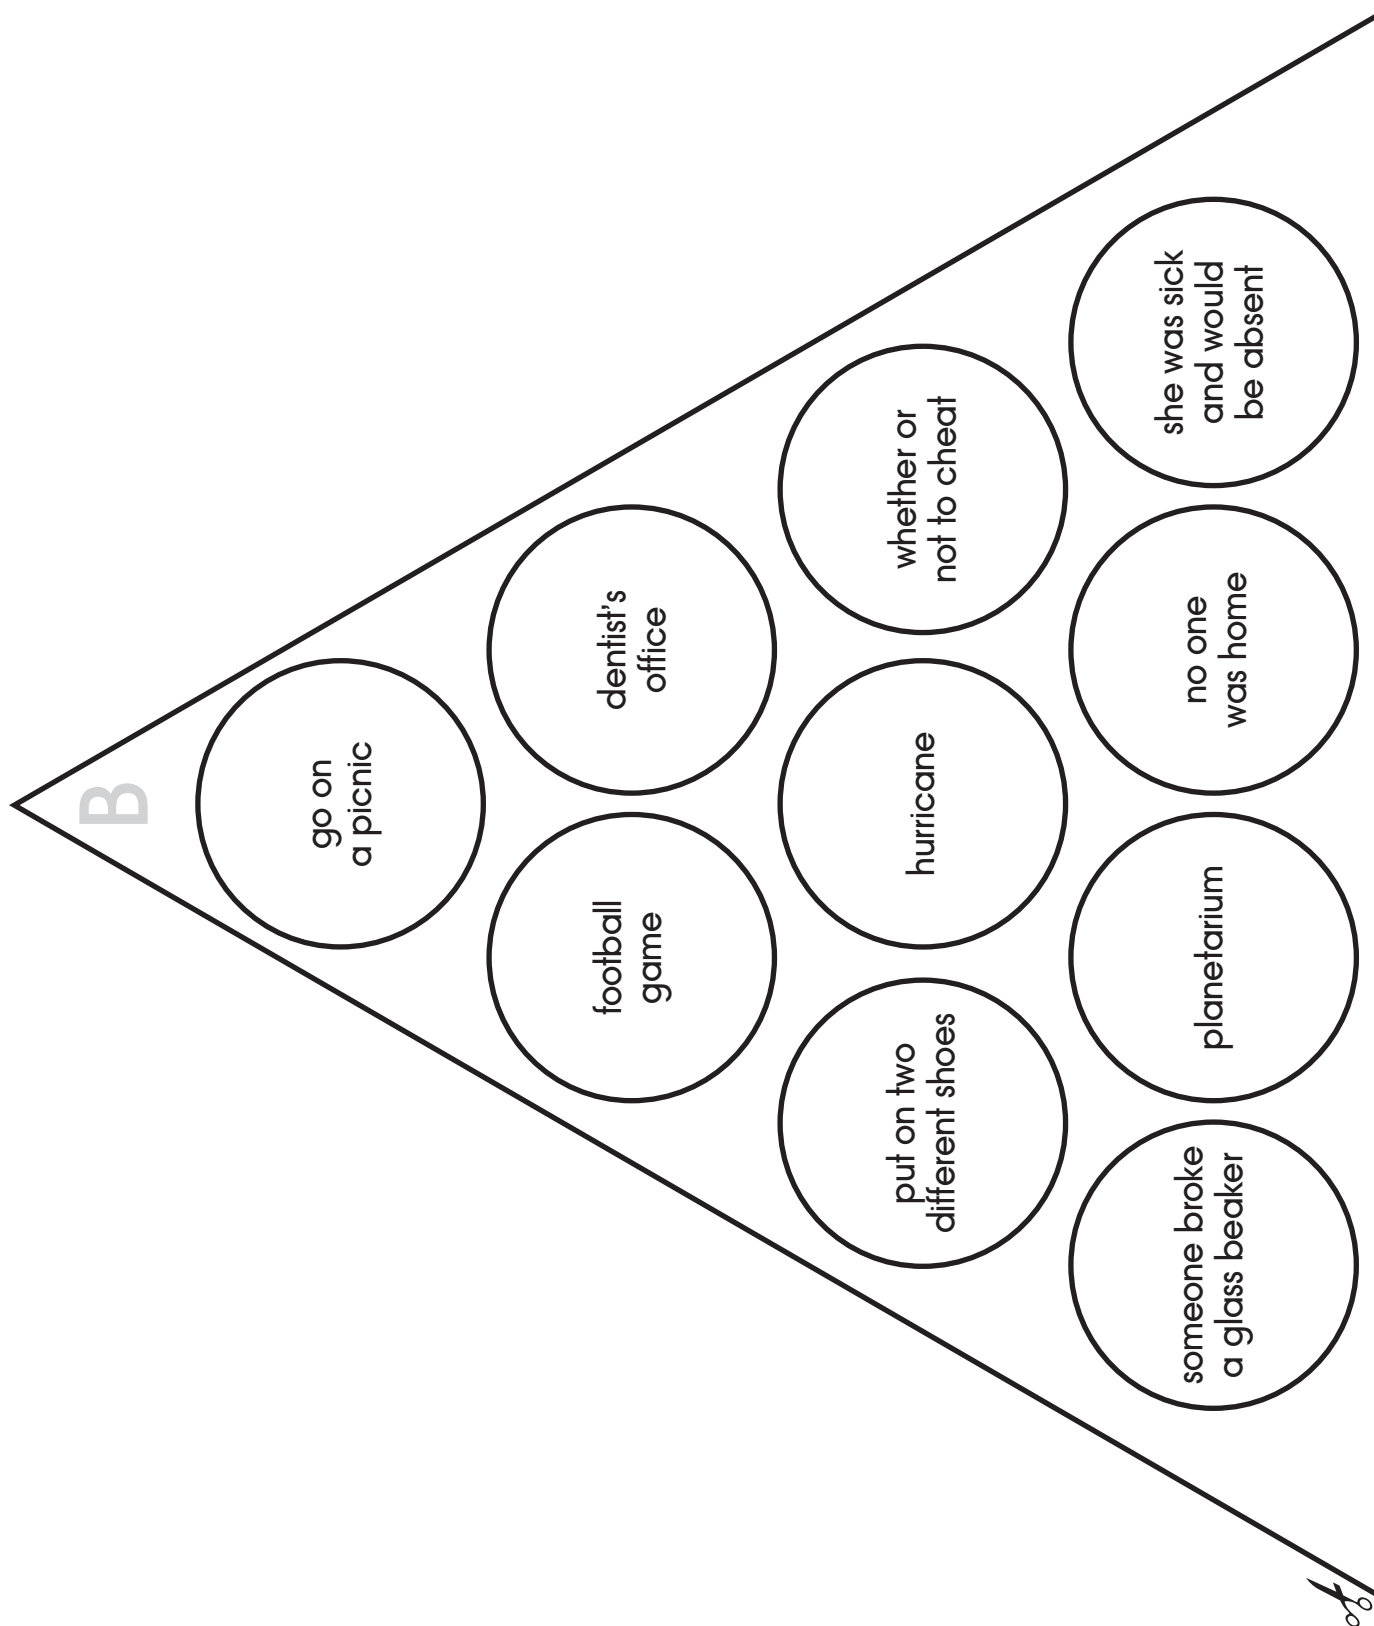 B
go on
a picnic
football
game
dentist's
office
put on two
different shoes
hurricane
whether or
not to cheat
someone broke
a glass beaker
planetarium
no one
was home
she was sick
and would
be absent